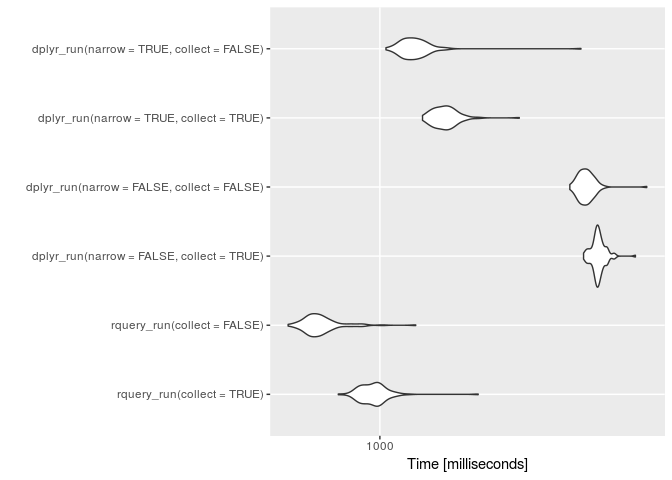 dplyr_run(narrow = TRUE, collect = FALSE)
dplyr_run(narrow = TRUE, collect = TRUE)
dplyr_run(narrow = FALSE, collect = FALSE)
dplyr_run(narrow = FALSE, collect = TRUE)
rquery_run(collect = FALSE)
rquery_run(collect = TRUE)
1000
Time [milliseconds]